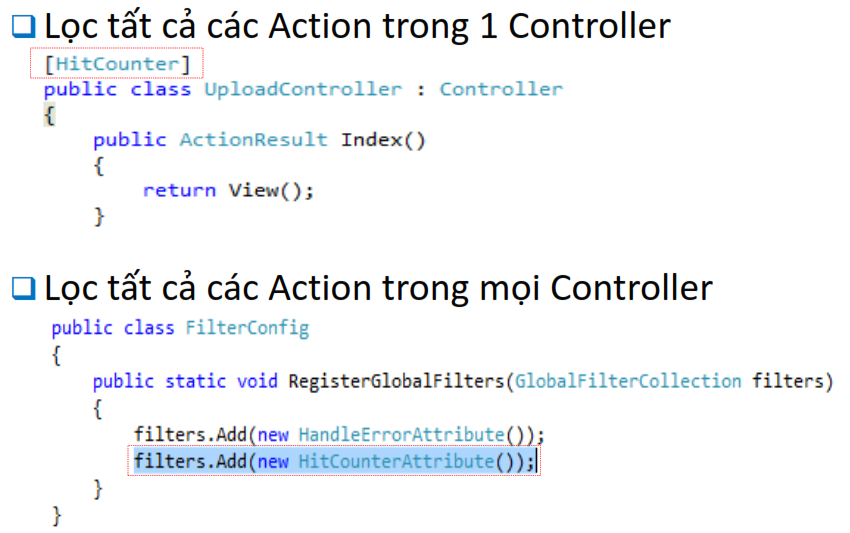 Lọc tất cả các Action trong 1 Controller
[HitCounter]
public class UploadController : Controller
{
    public ActionResult Index()
    {
        return View();
    }
Lọc tất cả các Action trong mọi Controller
public class FilterConfig
{
    public static void RegisterGlobalFilters(GlobalFilterCollection filters)
    {
        filters.Add(new HandleErrorAttribute());
        filters.Add(new HitCounterAttribute());
    }
}